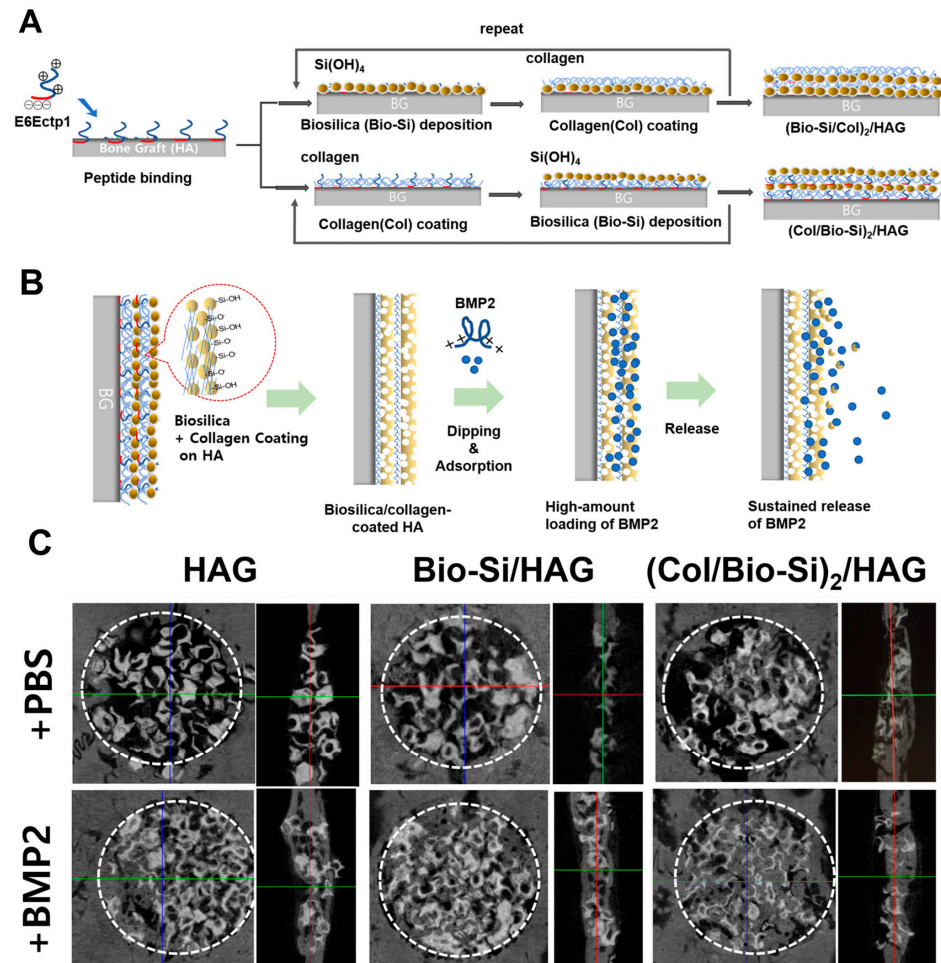 A
repeat
Si(OH)4
collagen
E6Ectp1
BG
BG
BG
Biosilica (Bio-Si) deposition
Collagen(Col) coating
(Bio-Si/Col)2/HAG
Bone Graft (HA)
Peptide binding
collagen
Si(OH)4
BG
BG
BG
Collagen(Col) coating
Biosilica (Bio-Si) deposition
(Col/Bio-Si)2/HAG
B
BG
Si-OH
Si-O-
Si-OH
Si-O-
Si-O-
Si-OH
Biosilica
+ Collagen Coating
on HA
Biosilica/collagen-
coated HA
BMP2
Dipping
&
Adsorption
High-amount
loading of BMP2
Release
Sustained release
of BMP2
C
HAG
Bio-Si/HAG
(Col/Bio-Si)2/HAG
+PBS
+BMP2